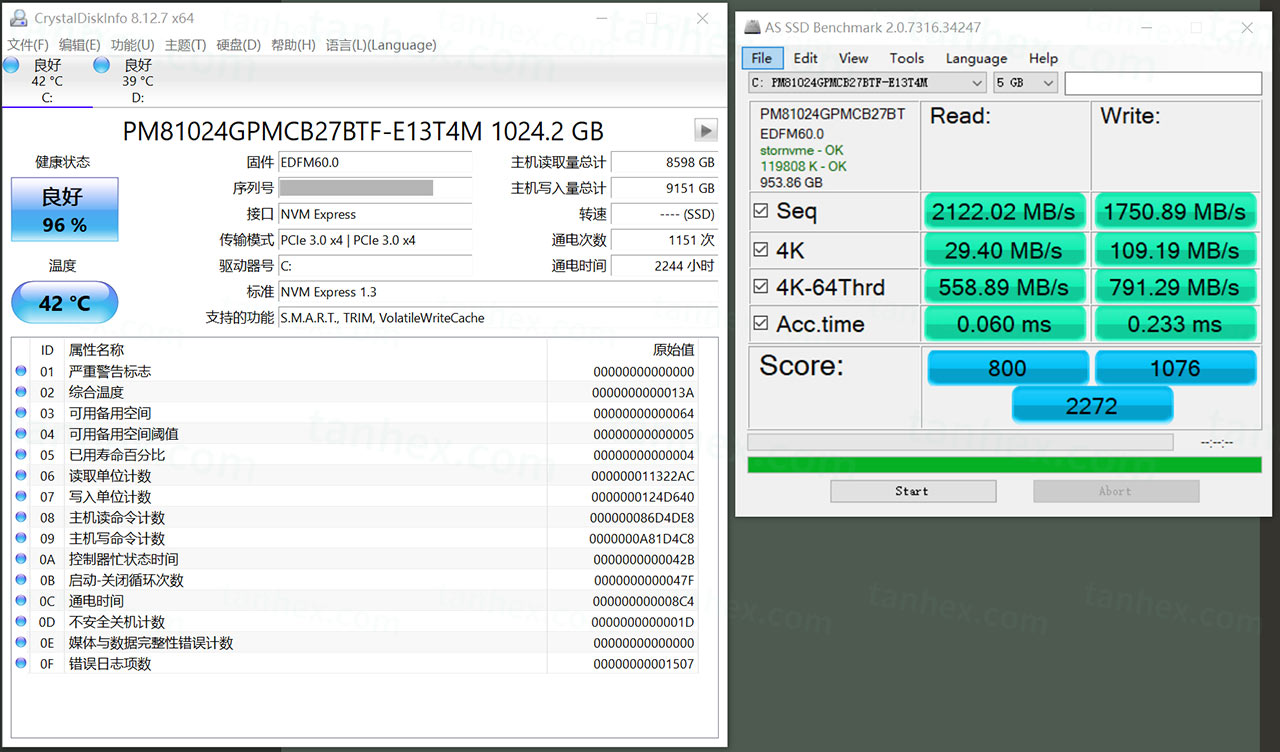 CrystalDiskInfo 8.12.7 x64
文件(F) 编辑(E) 功能(U) 主题(T) 硬盘(D) 帮助(H) 语言(L)(Language)
良好 良好
42 °C 39 °C
C: D:
PM81024GPMCB27BTF-E13T4M 1024.2 GB
健康状态
良好
96 %
温度
42 °C
固件 EDFM60.0 主机读取量总计 8598 GB
序列号 主机写入量总计 9151 GB
接口 NVM Express 转速 ---- (SSD)
传输模式 PCIe 3.0 x4 | PCIe 3.0 x4 通电次数 1151 次
驱动器号 C: 通电时间 2244 小时
标准 NVM Express 1.3
支持的功能 S.M.A.R.T., TRIM, VolatileWriteCache
ID 属性名称 原始值
01 严重警告标志 00000000000000
02 综合温度 0000000000013A
03 可用备用空间 00000000000064
04 可用备用空间阈值 00000000000005
05 已用寿命百分比 00000000000004
06 读取单位计数 000000011322AC
07 写入单位计数 0000000124D640
08 主机读命令计数 000000086D4DE8
09 主机写命令计数 0000000A81D4C8
0A 控制器忙状态时间 0000000000042B
0B 启动-关闭循环次数 0000000000047F
0C 通电时间 000000000008C4
0D 不安全关机计数 0000000000001D
0E 媒体与数据完整性错误计数 00000000000000
0F 错误日志项数 00000000001507
AS SSD Benchmark 2.0.7316.34247
File Edit View Tools Language Help
C: PM81024GPMCB27BTF-E13T4M 5 GB
PM81024GPMCB27BT
EDFM60.0
stornvme - OK
119808 K - OK
953.86 GB
Read: Write:
Seq 2122.02 MB/s 1750.89 MB/s
4K 29.40 MB/s 109.19 MB/s
4K-64Thrd 558.89 MB/s 791.29 MB/s
Acc.time 0.060 ms 0.233 ms
Score: 800 1076
2272
--:--:--
Start Abort
tanhex.com
tanhex.com
tanhex.com
tanhex.com